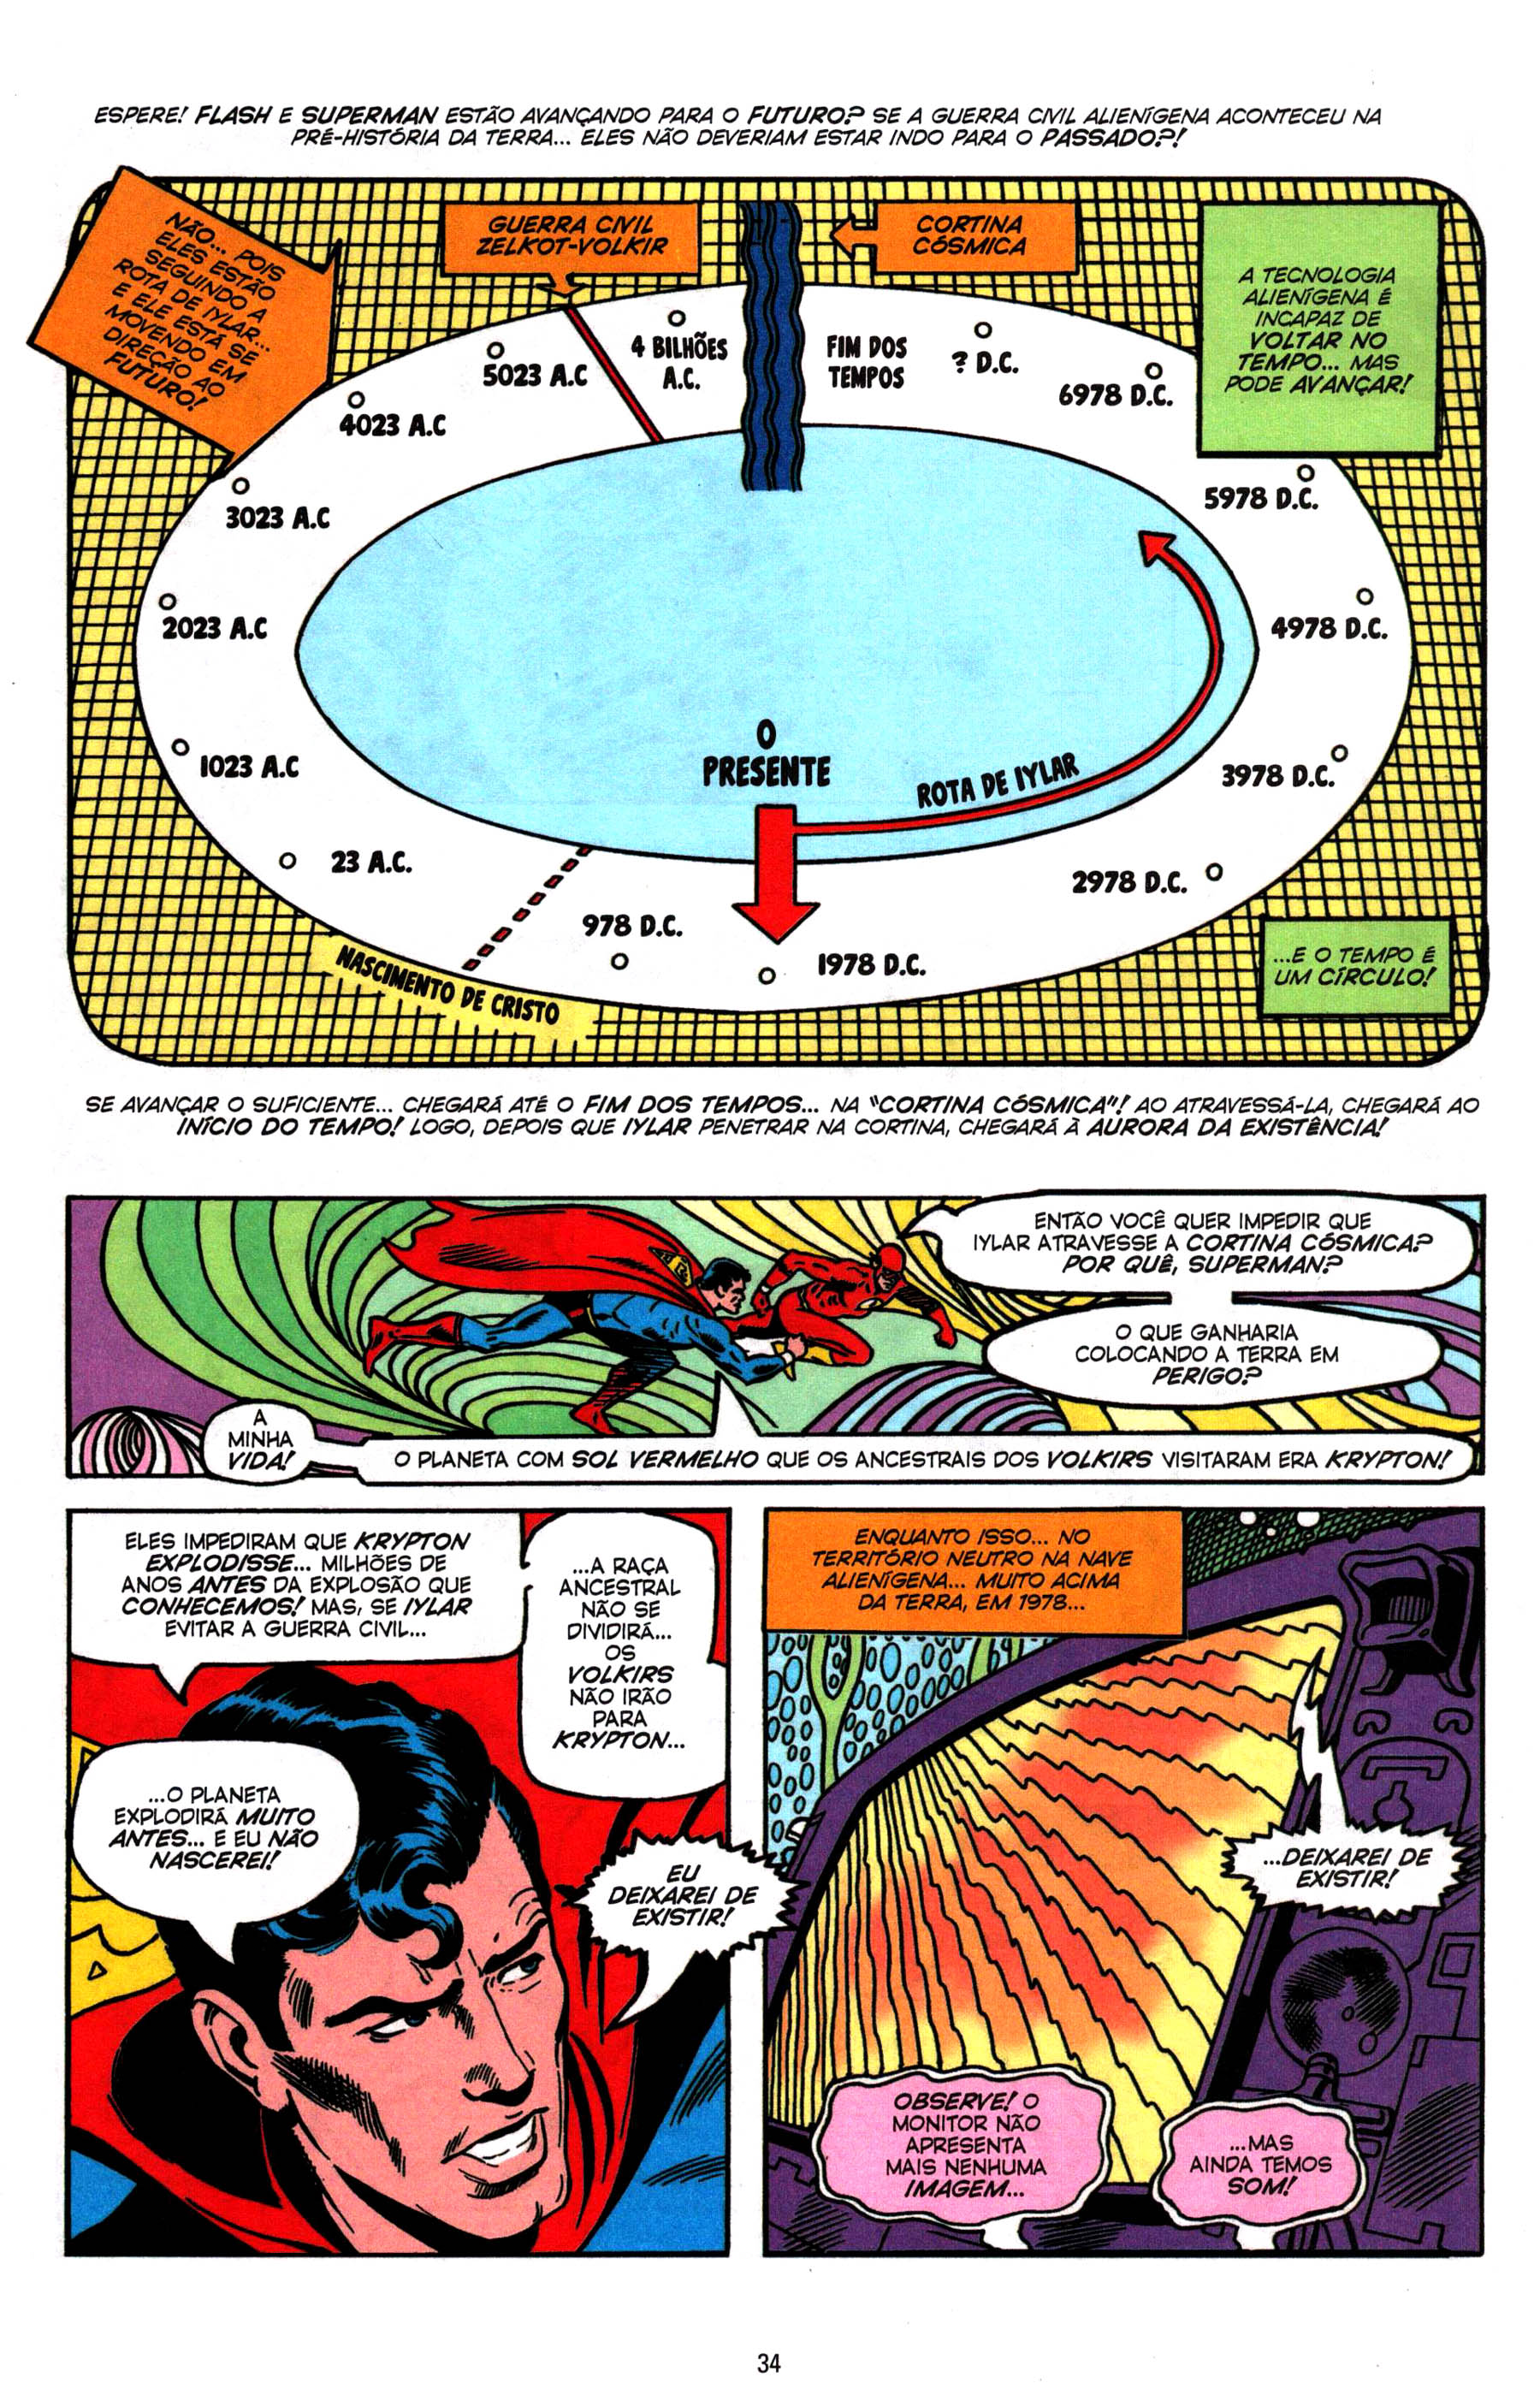 ESPERE! FLASH E SUPERMAN ESTÃO AVANÇANDO PARA O FUTURO? SE A GUERRA CIVIL ALIENÍGENA ACONTECEU NA
PRÉ-HISTÓRIA DA TERRA... ELES NÃO DEVERIAM ESTAR INDO PARA O PASSADO?!
NÃO... POIS
ELES ESTÃO
SEGUINDO A
ROTA DE IYLAR...
E ELE ESTÁ SE
MOVENDO EM
DIREÇÃO AO
FUTURO!
GUERRA CIVIL
ZELKOT-VOLKIR
CORTINA
CÓSMICA
A TECNOLOGIA
ALIENÍGENA É
INCAPAZ DE
VOLTAR NO
TEMPO... MAS
PODE AVANÇAR!
4 BILHÕES
A.C.
FIM DOS
TEMPOS
? D.C.
5023 A.C
6978 D.C.
4023 A.C
5978 D.C.
3023 A.C
2023 A.C
4978 D.C.
1023 A.C
O
PRESENTE
ROTA DE IYLAR
3978 D.C.
23 A.C.
2978 D.C.
978 D.C.
1978 D.C.
NASCIMENTO DE CRISTO
...E O TEMPO É
UM CÍRCULO!
SE AVANÇAR O SUFICIENTE... CHEGARÁ ATÉ O FIM DOS TEMPOS... NA "CORTINA CÓSMICA"! AO ATRAVESSÁ-LA, CHEGARÁ AO
INÍCIO DO TEMPO! LOGO, DEPOIS QUE IYLAR PENETRAR NA CORTINA, CHEGARÁ À AURORA DA EXISTÊNCIA!
ENTÃO VOCÊ QUER IMPEDIR QUE
IYLAR ATRAVESSE A CORTINA CÓSMICA?
POR QUÊ, SUPERMAN?
O QUE GANHARIA
COLOCANDO A TERRA EM
PERIGO?
A
MINHA
VIDA!
O PLANETA COM SOL VERMELHO QUE OS ANCESTRAIS DOS VOLKIRS VISITARAM ERA KRYPTON!
ELES IMPEDIRAM QUE KRYPTON
EXPLODISSE... MILHÕES DE
ANOS ANTES DA EXPLOSÃO QUE
CONHECEMOS! MAS, SE IYLAR
EVITAR A GUERRA CIVIL...
...A RAÇA
ANCESTRAL
NÃO SE
DIVIDIRÁ...
OS
VOLKIRS
NÃO IRÃO
PARA
KRYPTON...
...O PLANETA
EXPLODIRÁ MUITO
ANTES... E EU NÃO
NASCEREI!
EU
DEIXAREI DE
EXISTIR!
ENQUANTO ISSO... NO
TERRITÓRIO NEUTRO NA NAVE
ALIENÍGENA... MUITO ACIMA
DA TERRA, EM 1978...
...DEIXAREI DE
EXISTIR!
OBSERVE! O
MONITOR NÃO
APRESENTA
MAIS NENHUMA
IMAGEM...
...MAS
AINDA TEMOS
SOM!
34